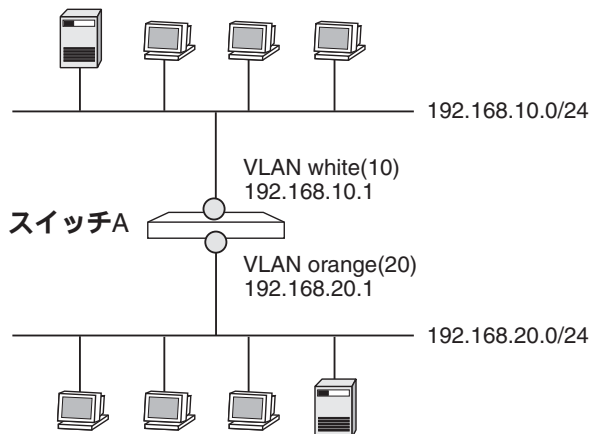 192.168.10.0/24
VLAN white(10)
192.168.10.1
スイッチA
VLAN orange(20)
192.168.20.1
192.168.20.0/24